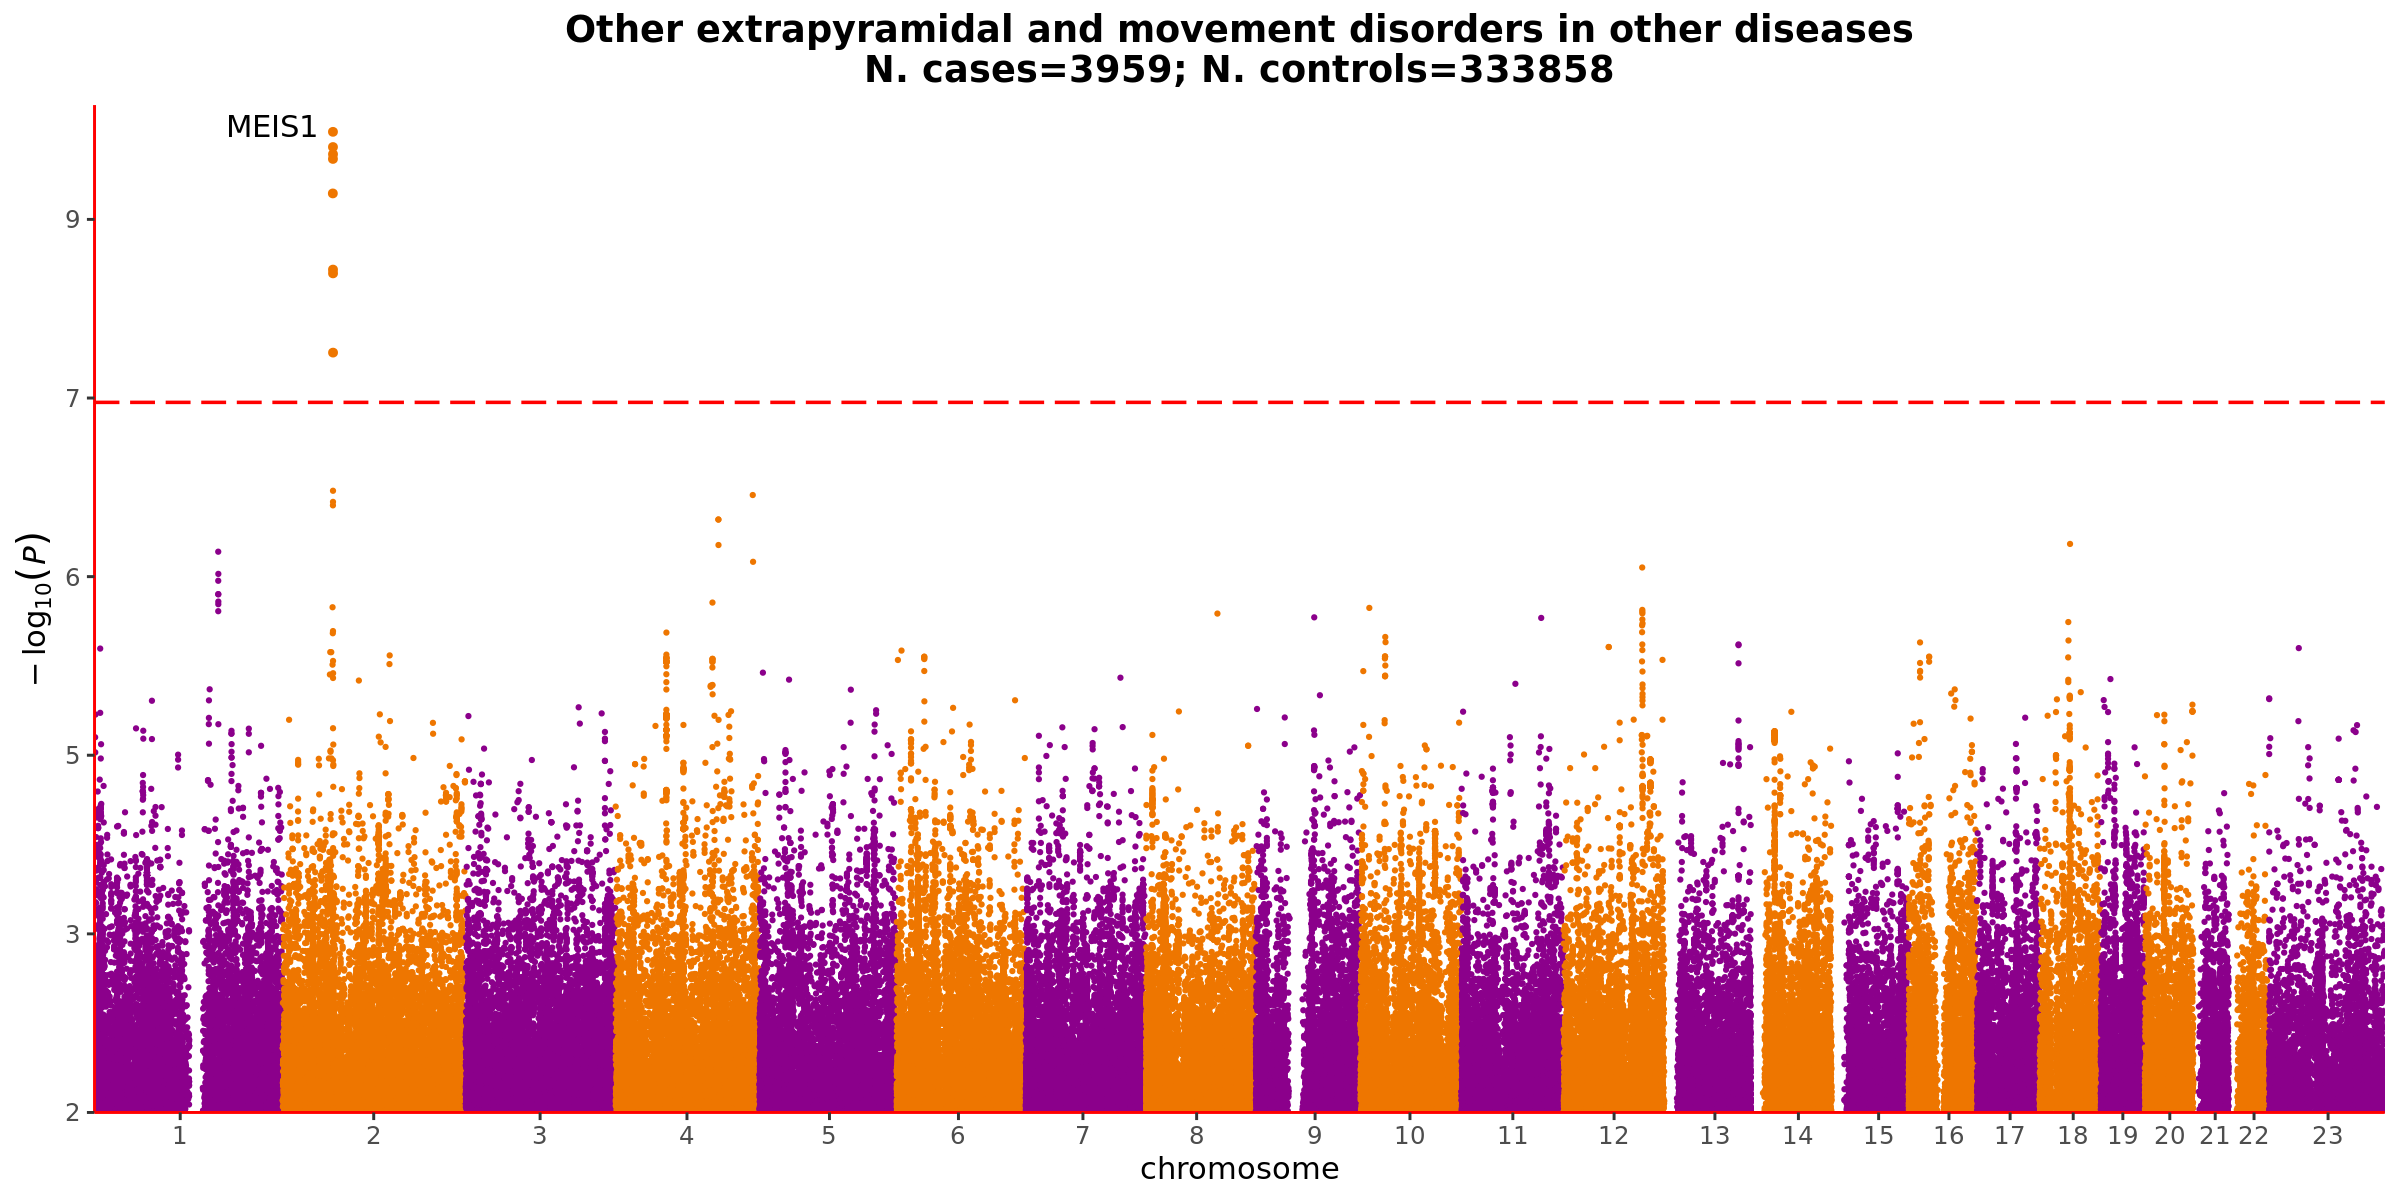 Other extrapyramidal and movement disorders in other diseases
N. cases=3959; N. controls=333858
MEIS1
9
7
6
5
3
2
−log10(P)
1 2 3 4 5 6 7 8 9 10 11 12 13 14 15 16 17 18 19 20 21 22 23
chromosome